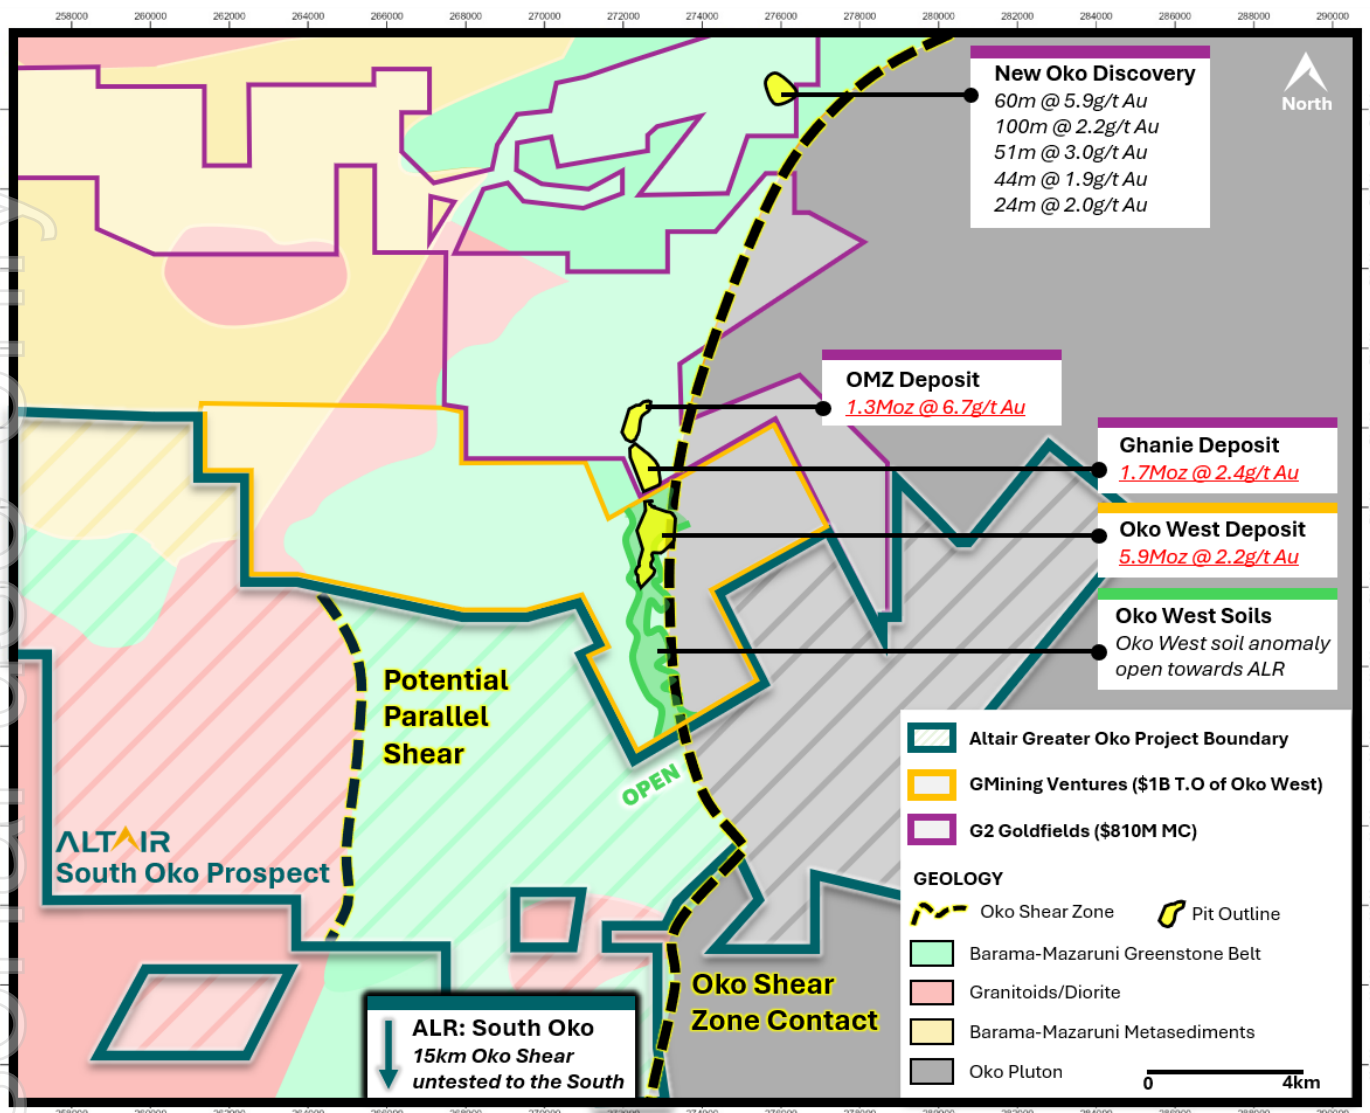 258000 260000 262000 264000 266000 268000 270000 272000 274000 276000 278000 280000 282000 284000 286000 288000 290000
New Oko Discovery
60m @ 5.9g/t Au
100m @ 2.2g/t Au
51m @ 3.0g/t Au
44m @ 1.9g/t Au
24m @ 2.0g/t Au
North
OMZ Deposit
1.3Moz @ 6.7g/t Au
Ghanie Deposit
1.7Moz @ 2.4g/t Au
Oko West Deposit
5.9Moz @ 2.2g/t Au
Oko West Soils
Oko West soil anomaly
open towards ALR
Potential
Parallel
Shear
OPEN
ALTAIR
South Oko Prospect
Oko Shear
Zone Contact
ALR: South Oko
15km Oko Shear
untested to the South
Altair Greater Oko Project Boundary
GMining Ventures ($1B T.O of Oko West)
G2 Goldfields ($810M MC)
GEOLOGY
Oko Shear Zone
Pit Outline
Barama-Mazaruni Greenstone Belt
Granitoids/Diorite
Barama-Mazaruni Metasediments
Oko Pluton
0 4km